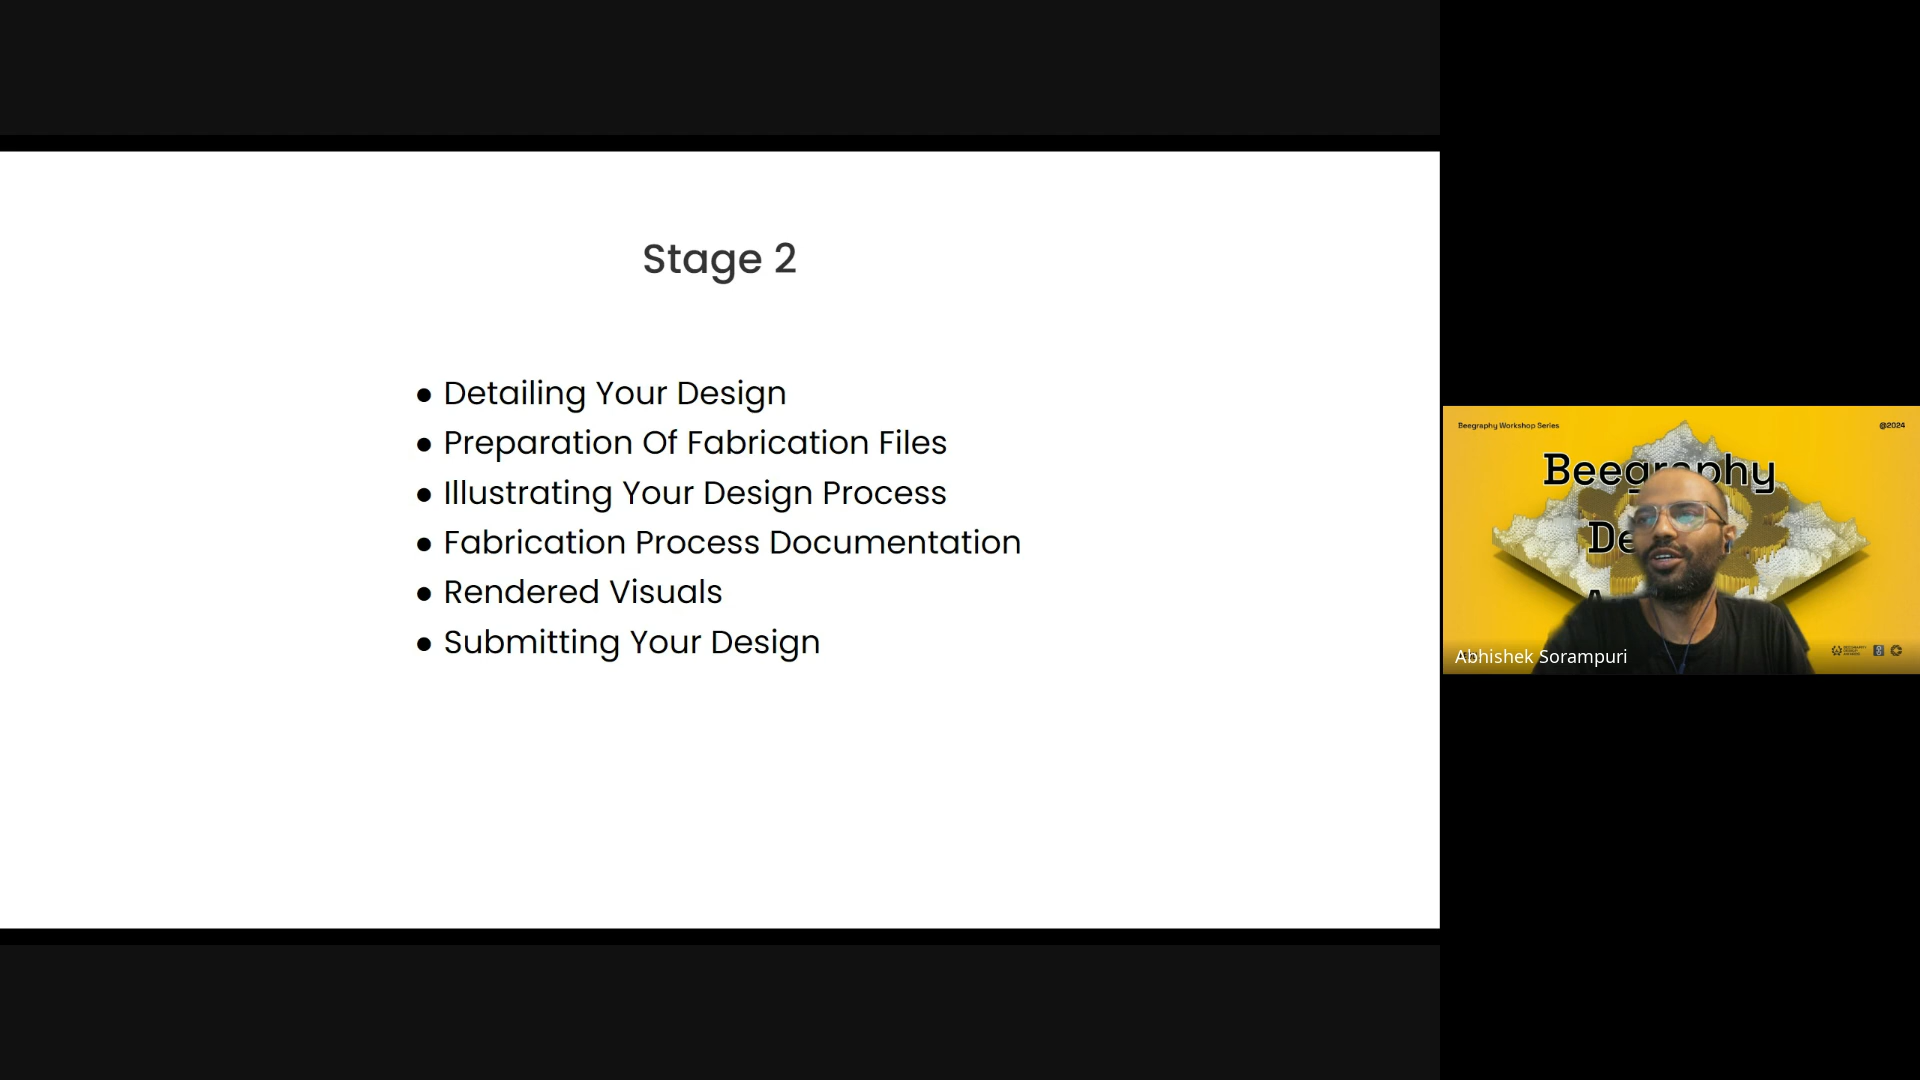 Stage 2
● Detailing Your Design
● Preparation Of Fabrication Files
● Illustrating Your Design Process
● Fabrication Process Documentation
● Rendered Visuals
● Submitting Your Design
Beegraphy Workshop Series
@2024
Abhishek Sorampuri